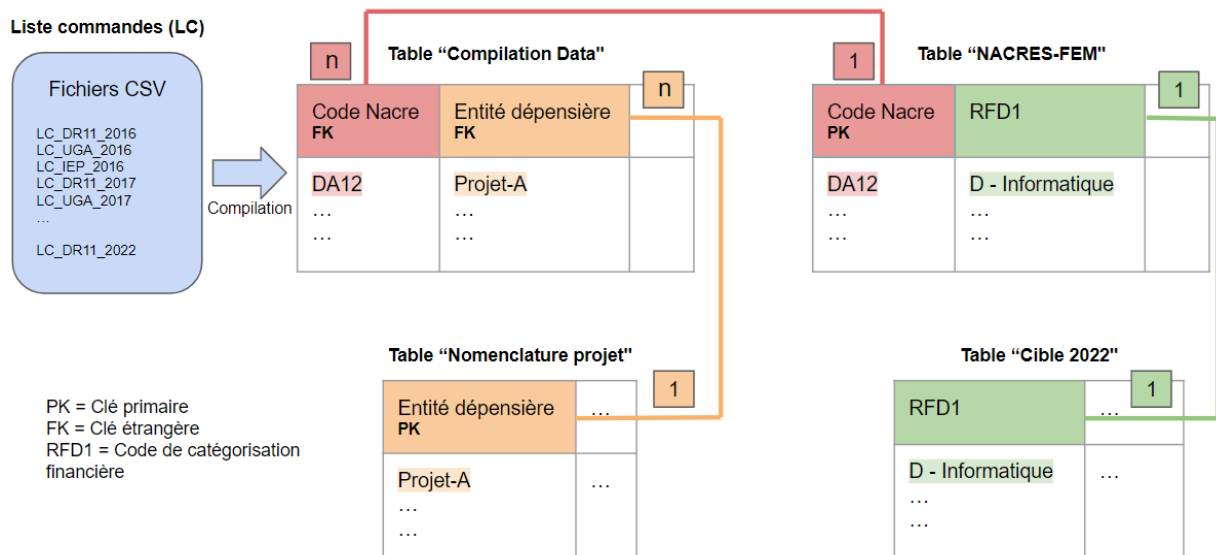 Liste commandes (LC)
Fichiers CSV
LC_DR11_2016
LC_UGA_2016
LC_IEP_2016
LC_DR11_2017
LC_UGA_2017
...
LC_DR11_2022
Compilation
Table “Compilation Data"
n
n
Code Nacre
FK
Entité dépensière
FK
DA12
Projet-A
…
…
…
…
Table “NACRES-FEM"
1
1
Code Nacre
PK
RFD1
DA12
D - Informatique
…
…
…
…
PK = Clé primaire
FK = Clé étrangère
RFD1 = Code de catégorisation
financière
Table “Nomenclature projet"
1
Entité dépensière
PK
…
Projet-A
…
…
…
Table “Cible 2022"
1
RFD1
…
D - Informatique
…
…
…